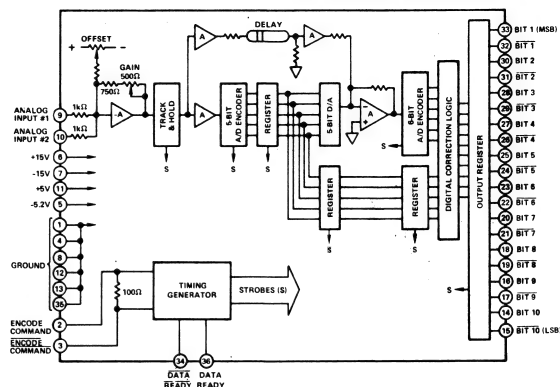 + OFFSET −
GAIN
500Ω
750Ω
1kΩ
ANALOG
INPUT #1
9
-A
1kΩ
ANALOG
INPUT #2
10
+15V
6
-15V
7
+5V
11
-5.2V
5
GROUND
1
4
8
12
13
35
ENCODE
COMMAND
2
ENCODE
COMMAND
3
100Ω
TRACK
& HOLD
S
A
DELAY
A
A
5-BIT
A/D ENCODER
REGISTER
S
5-BIT D/A
− A +
6-BIT
A/D ENCODER
S
REGISTER
S
REGISTER
S
DIGITAL CORRECTION LOGIC
OUTPUT REGISTER
S
TIMING
GENERATOR
STROBES (S)
34
36
DATA
READY
DATA
READY
33 BIT 1 (MSB)
32 BIT 1
30 BIT 2
31 BIT 2
28 BIT 3
29 BIT 3
27 BIT 4
26 BIT 4
25 BIT 5
24 BIT 5
23 BIT 6
22 BIT 6
20 BIT 7
21 BIT 7
18 BIT 8
19 BIT 8
16 BIT 9
17 BIT 9
14 BIT 10
15 BIT 10 (LSB)